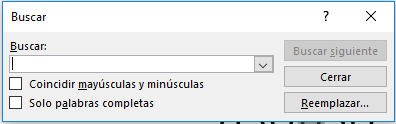 Buscar
Buscar:
Buscar siguiente
Cerrar
Coincidir mayúsculas y minúsculas
Solo palabras completas
Reemplazar...